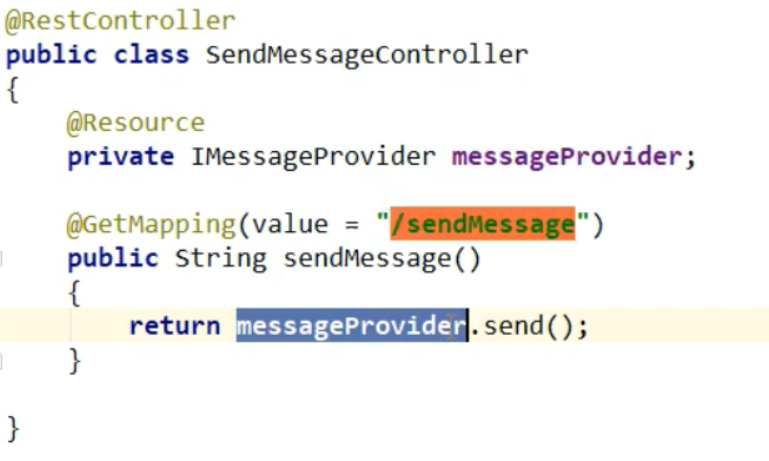 @RestController
public class SendMessageController
{
    @Resource
    private IMessageProvider messageProvider;
    @GetMapping(value = "/sendMessage")
    public String sendMessage()
    {
        return messageProvider.send();
    }
}